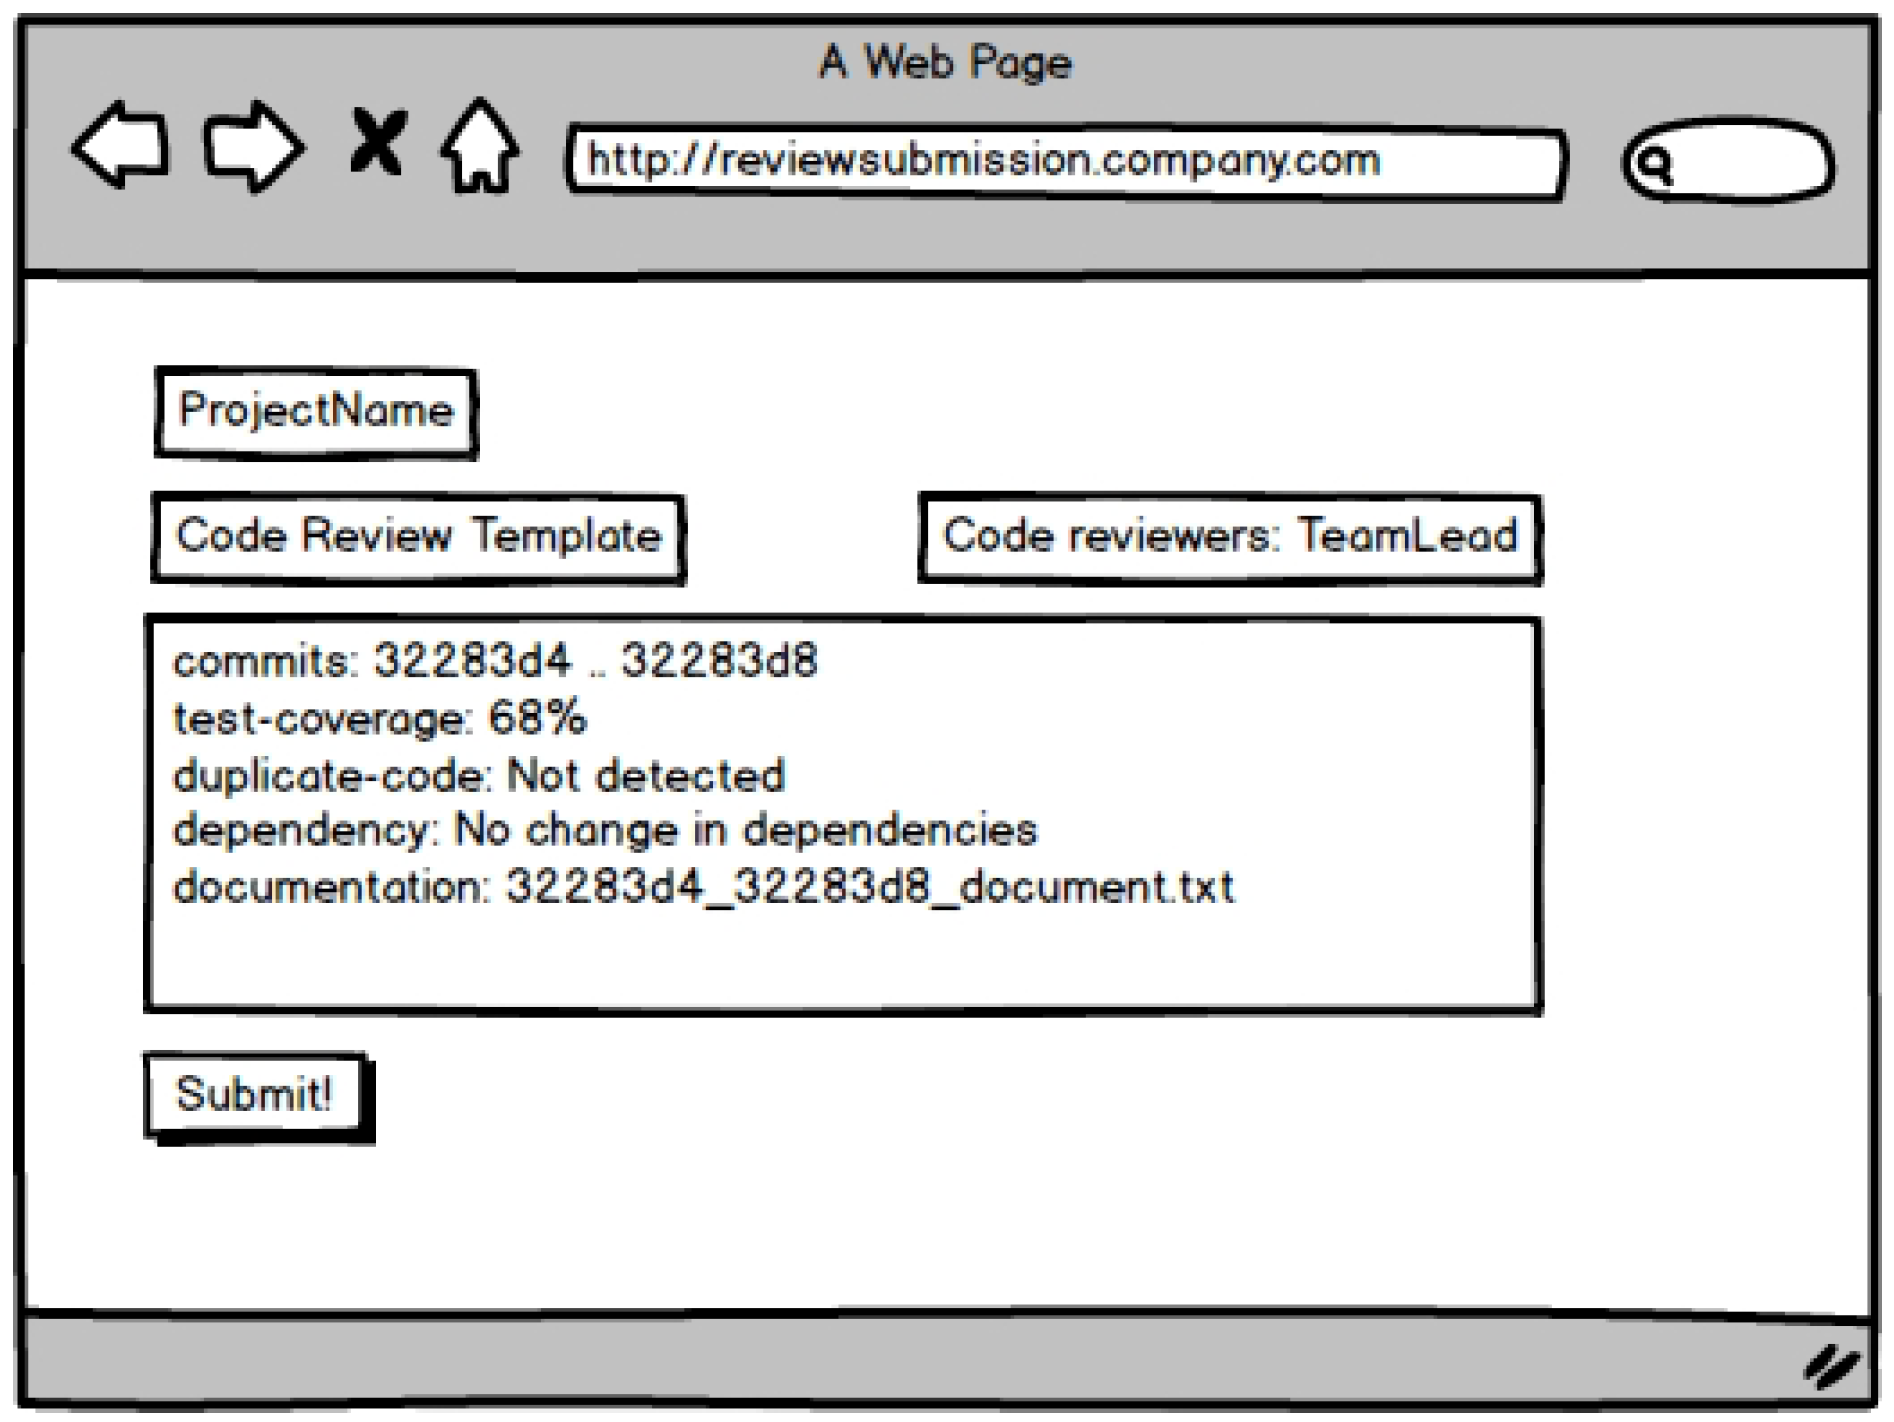 A Web Page
http://reviewsubmission.company.com
ProjectName
Code Review Template
Code reviewers: TeamLead
commits: 32283d4 .. 32283d8
test-coverage: 68%
duplicate-code: Not detected
dependency: No change in dependencies
documentation: 32283d4_32283d8_document.txt
Submit!